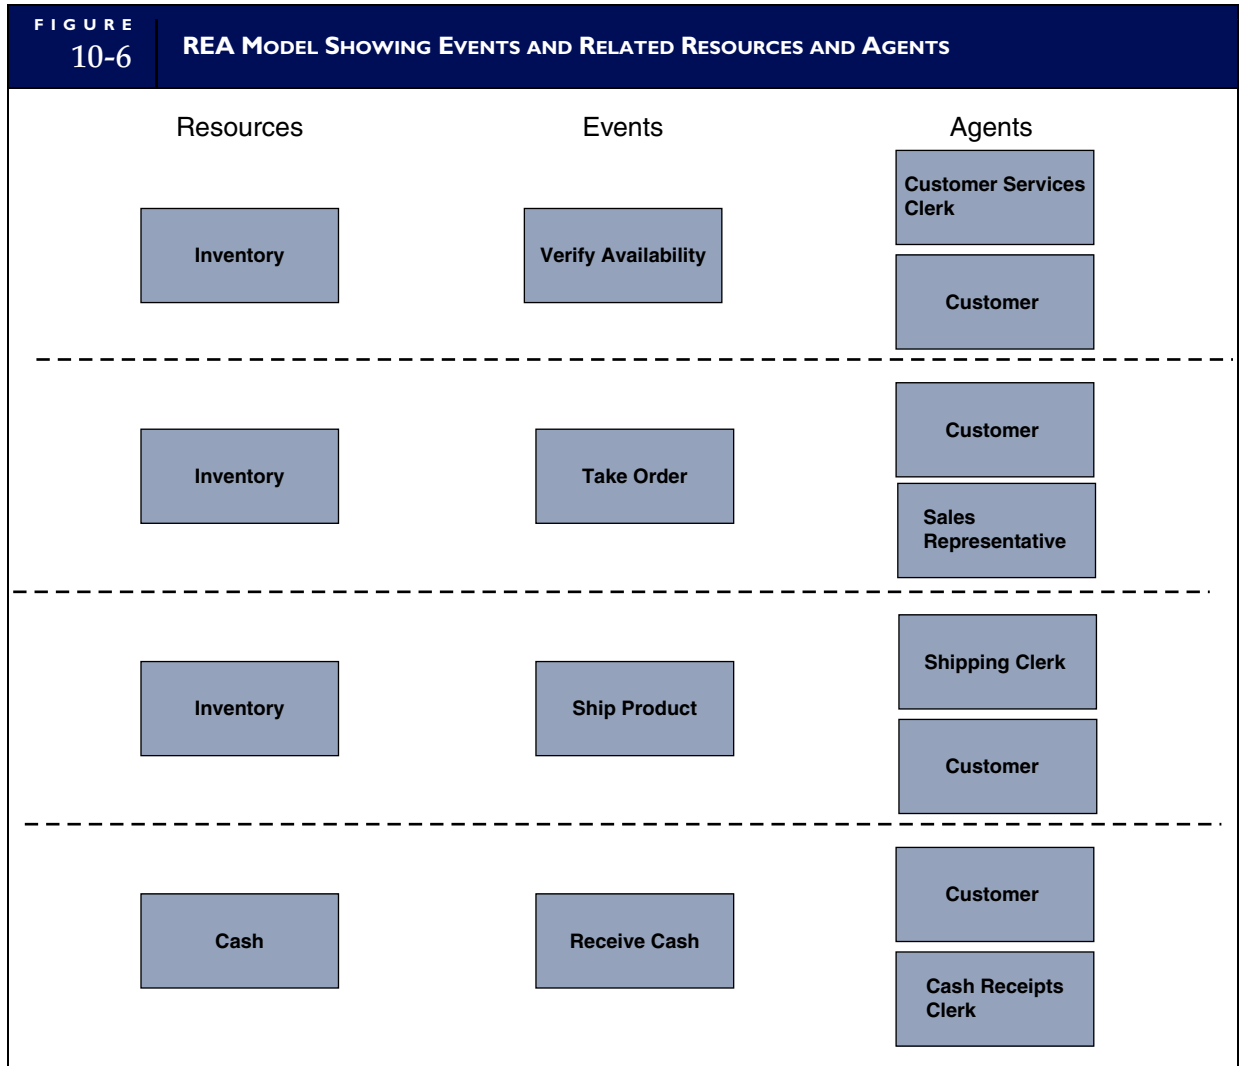 FIGURE
10-6
REA MODEL SHOWING EVENTS AND RELATED RESOURCES AND AGENTS
Resources
Events
Agents
Inventory
Verify Availability
Customer Services
Clerk
Customer
Inventory
Take Order
Customer
Sales
Representative
Inventory
Ship Product
Shipping Clerk
Customer
Cash
Receive Cash
Customer
Cash Receipts
Clerk